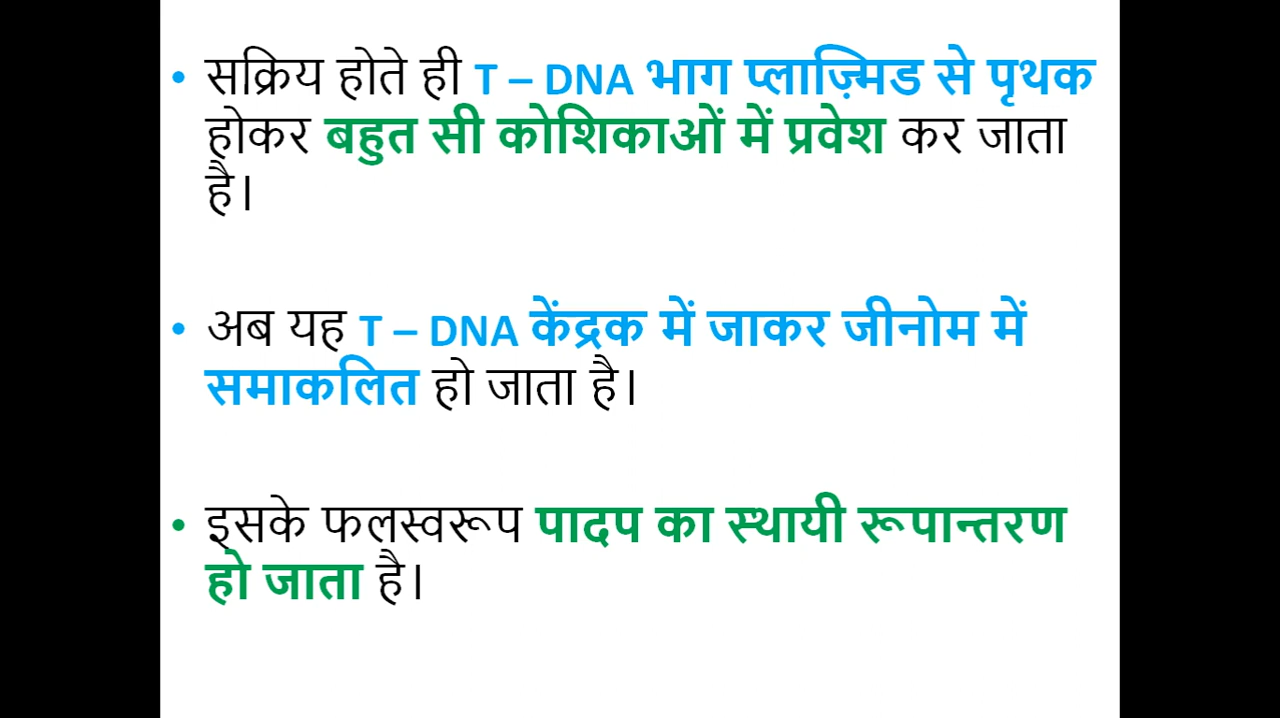 • सक्रिय होते ही T – DNA भाग प्लाज़्मिड से पृथक
होकर बहुत सी कोशिकाओं में प्रवेश कर जाता
है।
• अब यह T – DNA केंद्रक में जाकर जीनोम में
समाकलित हो जाता है।
• इसके फलस्वरूप पादप का स्थायी रूपान्तरण
हो जाता है।